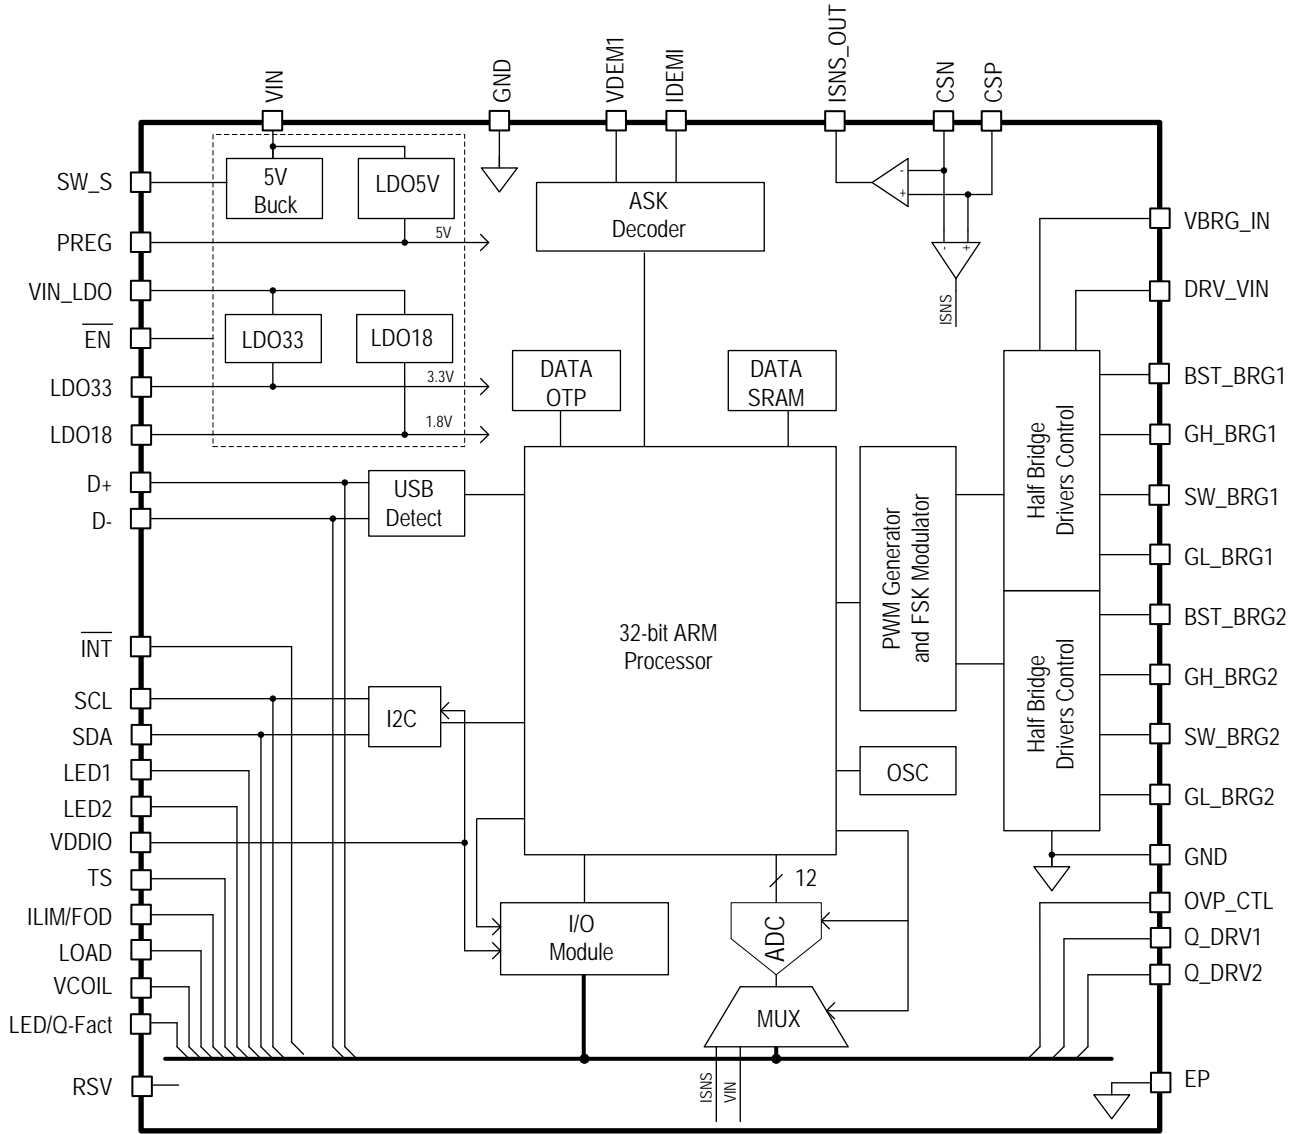 VIN
GND
VDEM1
IDEMI
ISNS_OUT
CSN
CSP
SW_S
PREG
VIN_LDO
EN
LDO33
LDO18
D+
D-
INT
SCL
SDA
LED1
LED2
VDDIO
TS
ILIM/FOD
LOAD
VCOIL
LED/Q-Fact
RSV
5V
Buck
LDO5V
5V
LDO33
LDO18
3.3V
1.8V
ASK
Decoder
-
+
-
+
ISNS
DATA
OTP
DATA
SRAM
USB
Detect
32-bit ARM
Processor
PWM Generator
and FSK Modulator
Half Bridge
Drivers Control
Half Bridge
Drivers Control
I2C
OSC
I/O
Module
12
ADC
MUX
ISNS
VIN
VBRG_IN
DRV_VIN
BST_BRG1
GH_BRG1
SW_BRG1
GL_BRG1
BST_BRG2
GH_BRG2
SW_BRG2
GL_BRG2
GND
OVP_CTL
Q_DRV1
Q_DRV2
EP